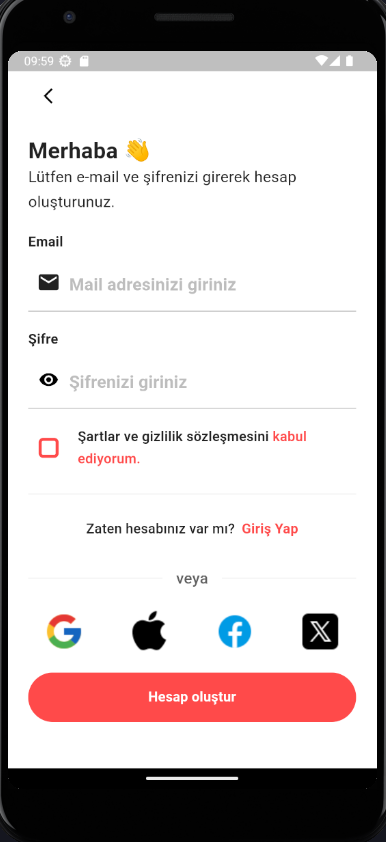 09:59
Merhaba 👋
Lütfen e-mail ve şifrenizi girerek hesap
oluşturunuz.
Email
Mail adresinizi giriniz
Şifre
Şifrenizi giriniz
Şartlar ve gizlilik sözleşmesini kabul
ediyorum.
Zaten hesabınız var mı? Giriş Yap
veya
Hesap oluştur